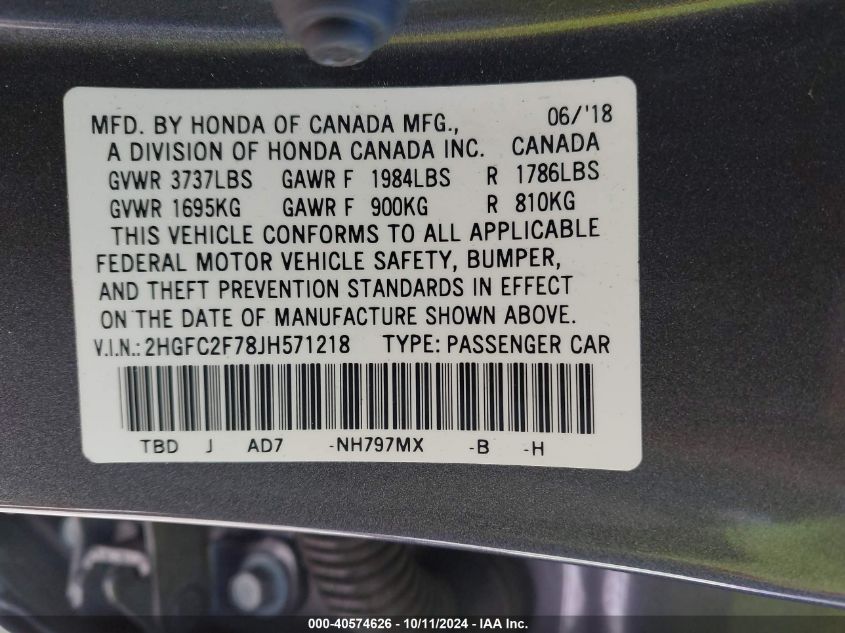 MFD. BY HONDA OF CANADA MFG., 06/'18
A DIVISION OF HONDA CANADA INC. CANADA
GVWR 3737LBS GAWR F 1984LBS R 1786LBS
GVWR 1695KG GAWR F 900KG R 810KG
THIS VEHICLE CONFORMS TO ALL APPLICABLE
FEDERAL MOTOR VEHICLE SAFETY, BUMPER,
AND THEFT PREVENTION STANDARDS IN EFFECT
ON THE DATE OF MANUFACTURE SHOWN ABOVE.
V.I.N.: 2HGFC2F78JH571218 TYPE: PASSENGER CAR
TBD J AD7 -NH797MX -B -H
000-40574626 - 10/11/2024 - IAA Inc.